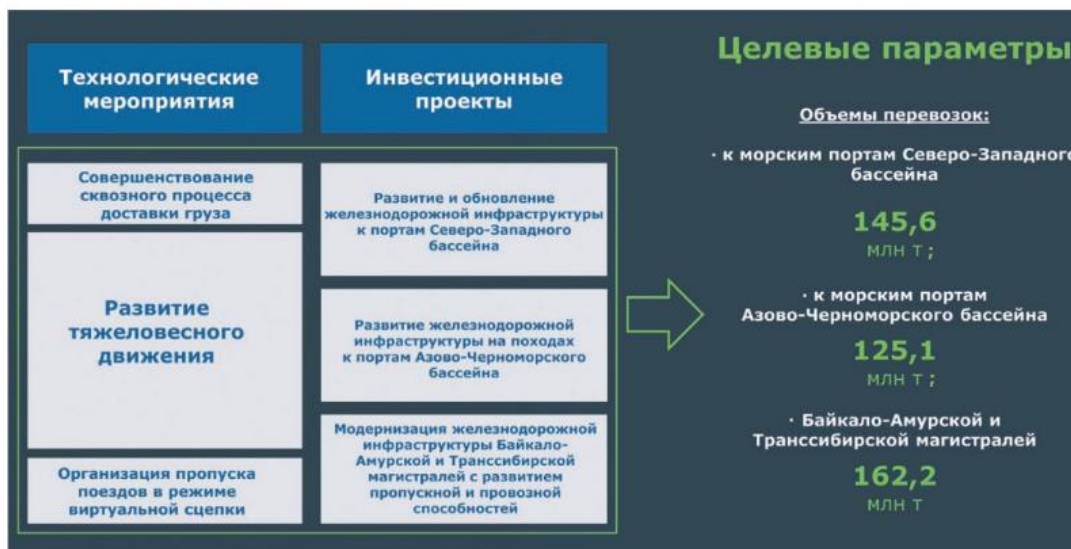 Технологические
мероприятия
Совершенствование
сквозного процесса
доставки груза
Развитие
тяжеловесного
движения
Организация пропуска
поездов в режиме
виртуальной сцепки
Инвестиционные
проекты
Развитие и обновление
железнодорожной инфраструктуры
к портам Северо-Западного
бассейна
Развитие железнодорожной
инфраструктуры на походах
к портам Азово-Черноморского
бассейна
Модернизация железнодорожной
инфраструктуры Байкало-
Амурской и Транссибирской
магистралей с развитием
пропускной и провозной
способностей
Целевые параметры
Объемы перевозок:
· к морским портам Северо-Западного
бассейна
145,6
млн т ;
· к морским портам
Азово-Черноморского бассейна
125,1
млн т ;
· Байкало-Амурской и
Транссибирской магистралей
162,2
млн т